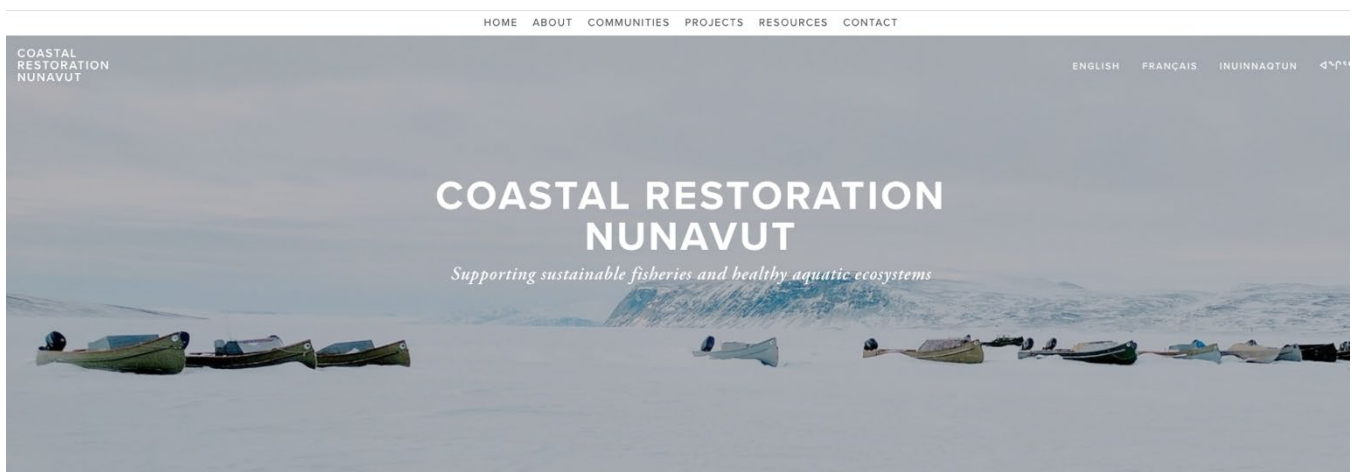 HOME ABOUT COMMUNITIES PROJECTS RESOURCES CONTACT
COASTAL
RESTORATION
NUNAVUT
ENGLISH FRANÇAIS INUINNAQTUN
COASTAL RESTORATION
NUNAVUT
Supporting sustainable fisheries and healthy aquatic ecosystems